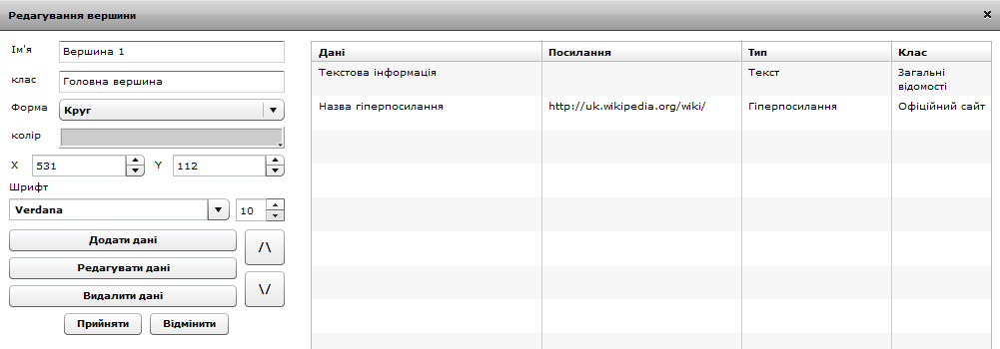 Редагування вершини
Ім'я Вершина 1
клас Головна вершина
Форма Круг
колір
X 531 Y 112
Шрифт
Verdana 10
Додати дані /\
Редагувати дані
Видалити дані \/
Прийняти Відмінити
Дані Посилання Тип Клас
Текстова інформація Текст Загальні
відомості
Назва гіперпосилання http://uk.wikipedia.org/wiki/ Гіперпосилання Офіційний сайт